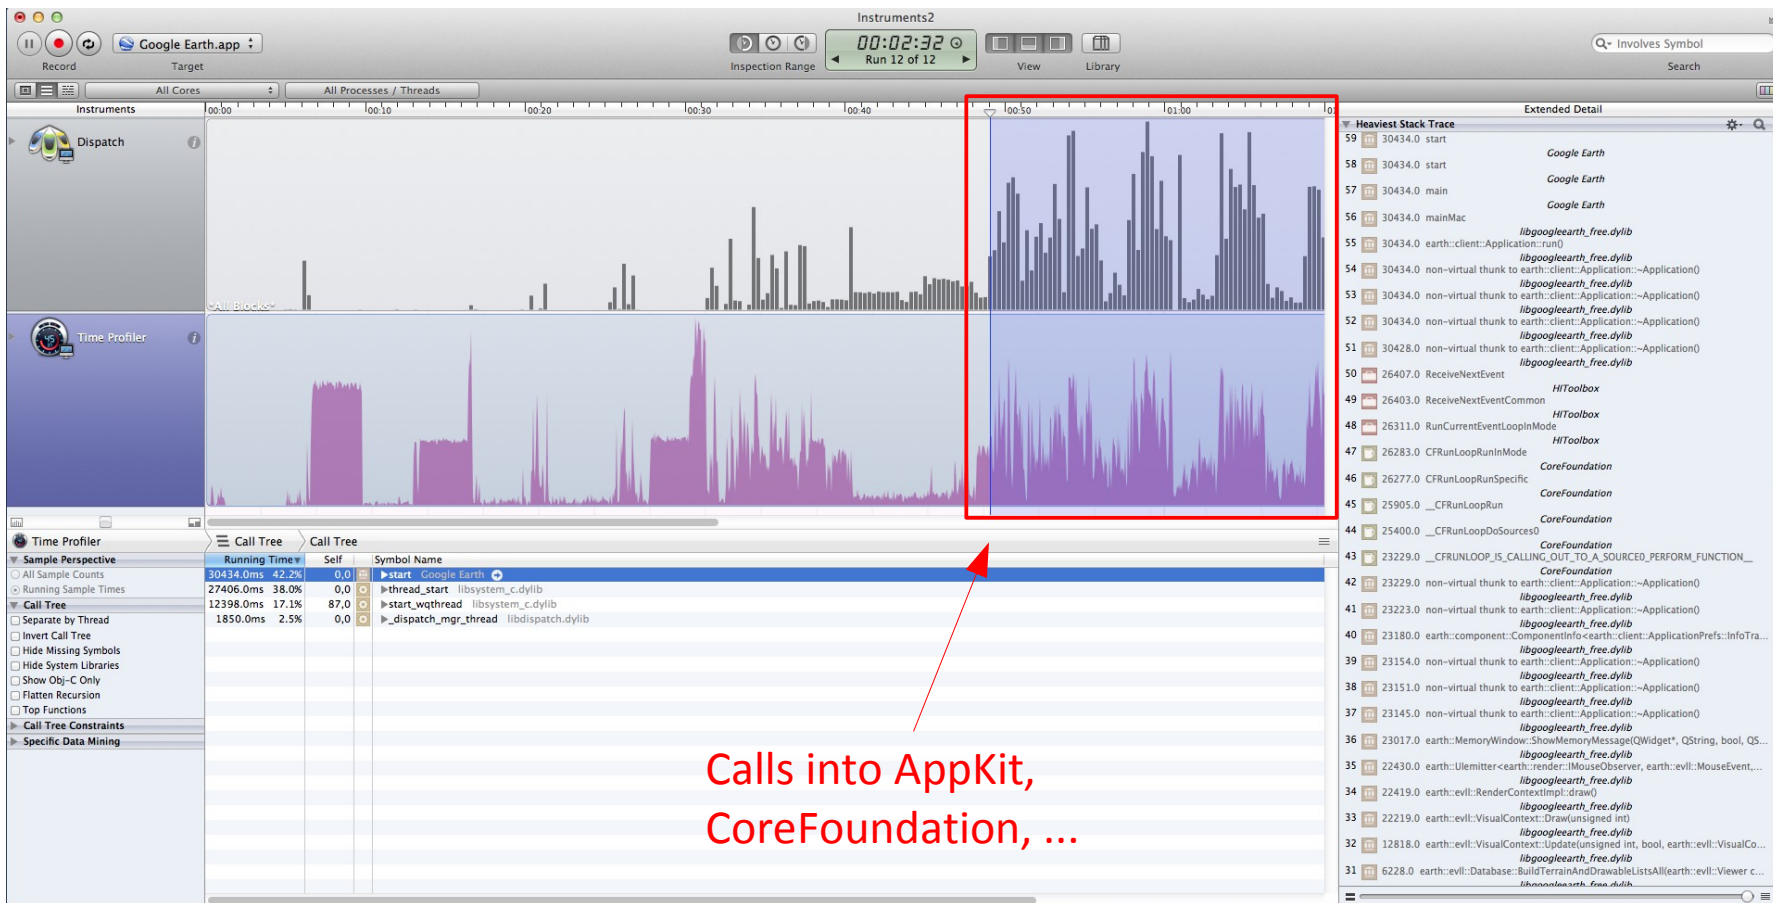 Instruments2
Google Earth.app
00:02:32
Run 12 of 12
Involves Symbol
Record
Target
Inspection Range
View
Library
Search
All Cores
All Processes / Threads
Instruments
00:00
00:10
00:20
00:30
00:40
00:50
01:00
Extended Detail
Heaviest Stack Trace
Dispatch
*All Blocks*
Time Profiler
59 30434.0 start
Google Earth
58 30434.0 start
Google Earth
57 30434.0 main
Google Earth
56 30434.0 mainMac
libgoogleearth_free.dylib
55 30434.0 earth::client::Application::run()
libgoogleearth_free.dylib
54 30434.0 non-virtual thunk to earth::client::Application::~Application()
libgoogleearth_free.dylib
53 30434.0 non-virtual thunk to earth::client::Application::~Application()
libgoogleearth_free.dylib
52 30434.0 non-virtual thunk to earth::client::Application::~Application()
libgoogleearth_free.dylib
51 30428.0 non-virtual thunk to earth::client::Application::~Application()
libgoogleearth_free.dylib
50 26407.0 ReceiveNextEvent
HIToolbox
49 26403.0 ReceiveNextEventCommon
HIToolbox
48 26311.0 RunCurrentEventLoopInMode
HIToolbox
47 26283.0 CFRunLoopRunInMode
CoreFoundation
46 26277.0 CFRunLoopRunSpecific
CoreFoundation
45 25905.0 __CFRunLoopRun
CoreFoundation
44 25400.0 __CFRunLoopDoSources0
CoreFoundation
43 23229.0 __CFRUNLOOP_IS_CALLING_OUT_TO_A_SOURCE0_PERFORM_FUNCTION__
CoreFoundation
42 23229.0 non-virtual thunk to earth::client::Application::~Application()
libgoogleearth_free.dylib
41 23223.0 non-virtual thunk to earth::client::Application::~Application()
libgoogleearth_free.dylib
40 23180.0 earth::component::ComponentInfo<earth::client::ApplicationPrefs::InfoTra...
libgoogleearth_free.dylib
39 23154.0 non-virtual thunk to earth::client::Application::~Application()
libgoogleearth_free.dylib
38 23151.0 non-virtual thunk to earth::client::Application::~Application()
libgoogleearth_free.dylib
37 23145.0 non-virtual thunk to earth::client::Application::~Application()
libgoogleearth_free.dylib
36 23017.0 earth::MemoryWindow::ShowMemoryMessage(QWidget*, QString, bool, QS...
libgoogleearth_free.dylib
35 22430.0 earth::UIemitter<earth::render::IMouseObserver, earth::evll::MouseEvent,...
libgoogleearth_free.dylib
34 22419.0 earth::evll::RenderContextImpl::draw()
libgoogleearth_free.dylib
33 22219.0 earth::evll::VisualContext::Draw(unsigned int)
libgoogleearth_free.dylib
32 12818.0 earth::evll::VisualContext::Update(unsigned int, bool, earth::evll::VisualCo...
libgoogleearth_free.dylib
31 6228.0 earth::evll::Database::BuildTerrainAndDrawableListsAll(earth::evll::Viewer c...
libgoogleearth_free.dylib
Time Profiler
Call Tree
Call Tree
Sample Perspective
All Sample Counts
Running Sample Times
Call Tree
Separate by Thread
Invert Call Tree
Hide Missing Symbols
Hide System Libraries
Show Obj-C Only
Flatten Recursion
Top Functions
Call Tree Constraints
Specific Data Mining
Running Time Self Symbol Name
30434.0ms 42.2% 0,0 start Google Earth
27406.0ms 38.0% 0,0 thread_start libsystem_c.dylib
12398.0ms 17.1% 87,0 start_wqthread libsystem_c.dylib
1850.0ms 2.5% 0,0 _dispatch_mgr_thread libdispatch.dylib
Calls into AppKit,
CoreFoundation, ...